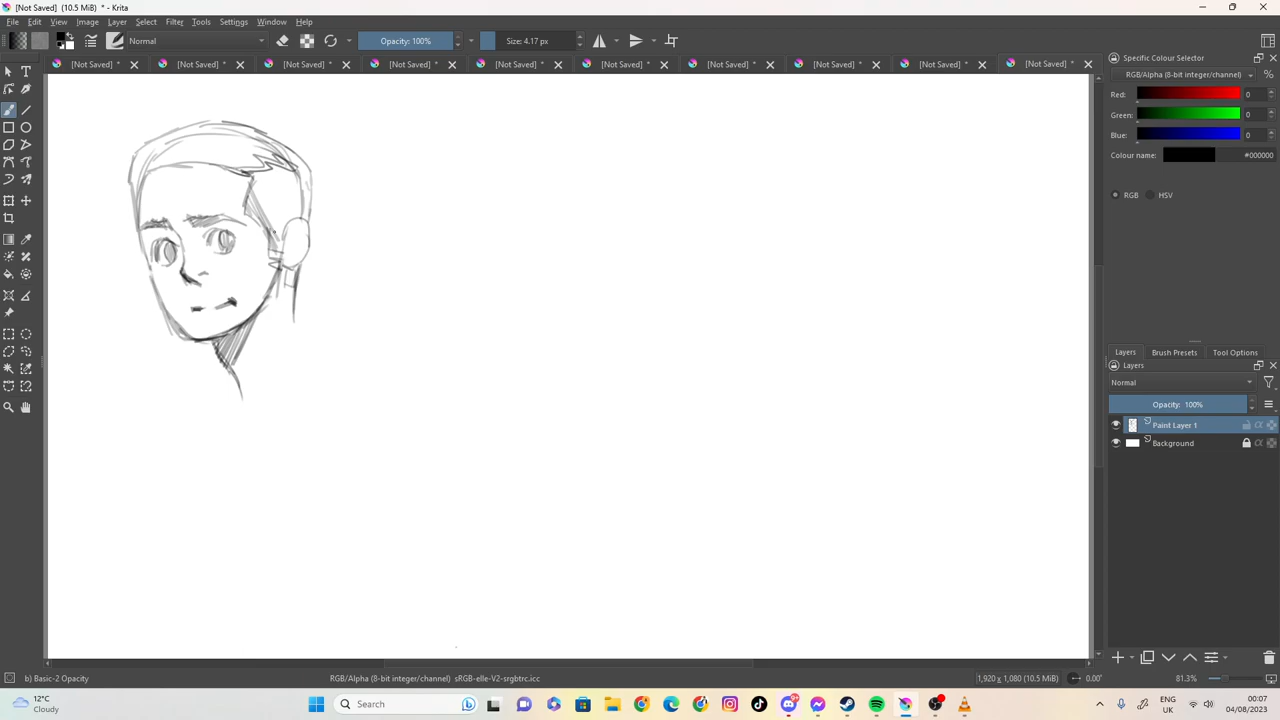 [Not Saved] (10.5 MiB) * - Krita
File Edit View Image Layer Select Filter Tools Settings Window Help
Normal Opacity: 100% Size: 4.17 px
[Not Saved] * [Not Saved] * [Not Saved] * [Not Saved] * [Not Saved] * [Not Saved] * [Not Saved] * [Not Saved] * [Not Saved] * [Not Saved] *
Specific Colour Selector
RGB/Alpha (8-bit integer/channel) %
Red: 0
Green: 0
Blue: 0
Colour name: #000000
RGB HSV
Layers Brush Presets Tool Options
Layers
Normal
Opacity: 100%
Paint Layer 1
Background
b) Basic-2 Opacity RGB/Alpha (8-bit integer/channel) sRGB-elle-V2-srgbtrc.icc 1,920 x 1,080 (10.5 MiB) 0.00° 81.3%
12°C
Cloudy
Search
9+
ENG
UK
00:07
04/08/2023